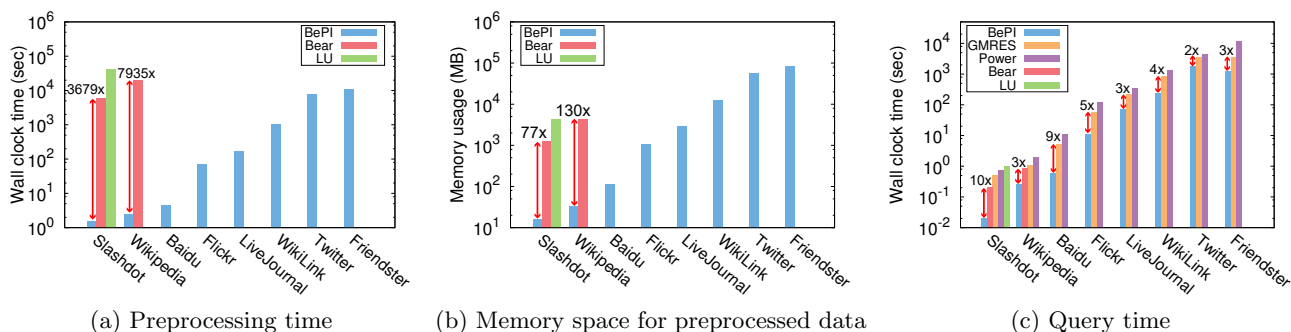 Wall clock time (sec)
10^6
10^5
10^4
10^3
10^2
10^1
10^0
BePI
Bear
LU
3679x
7935x
Slashdot
Wikipedia
Baidu
Flickr
LiveJournal
WikiLink
Twitter
Friendster
(a) Preprocessing time
Memory usage (MB)
10^6
10^5
10^4
10^3
10^2
10^1
BePI
Bear
LU
77x
130x
Slashdot
Wikipedia
Baidu
Flickr
LiveJournal
WikiLink
Twitter
Friendster
(b) Memory space for preprocessed data
Wall clock time (sec)
10^4
10^3
10^2
10^1
10^0
10^-1
10^-2
BePI
GMRES
Power
Bear
LU
10x
3x
9x
5x
3x
4x
2x
3x
Slashdot
Wikipedia
Baidu
Flickr
LiveJournal
WikiLink
Twitter
Friendster
(c) Query time